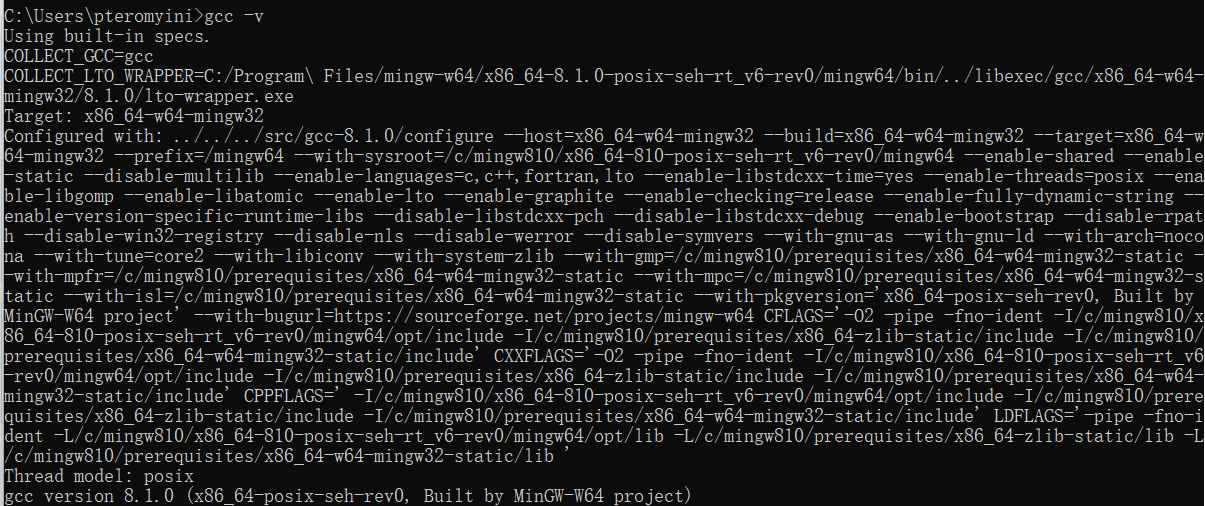 C:\Users\pteromyini>gcc -v
Using built-in specs.
COLLECT_GCC=gcc
COLLECT_LTO_WRAPPER=C:/Program\ Files/mingw-w64/x86_64-8.1.0-posix-seh-rt_v6-rev0/mingw64/bin/../libexec/gcc/x86_64-w64-
mingw32/8.1.0/lto-wrapper.exe
Target: x86_64-w64-mingw32
Configured with: ../../../src/gcc-8.1.0/configure --host=x86_64-w64-mingw32 --build=x86_64-w64-mingw32 --target=x86_64-w
64-mingw32 --prefix=/mingw64 --with-sysroot=/c/mingw810/x86_64-810-posix-seh-rt_v6-rev0/mingw64 --enable-shared --enable
-static --disable-multilib --enable-languages=c,c++,fortran,lto --enable-libstdcxx-time=yes --enable-threads=posix --ena
ble-libgomp --enable-libatomic --enable-lto --enable-graphite --enable-checking=release --enable-fully-dynamic-string --
enable-version-specific-runtime-libs --disable-libstdcxx-pch --disable-libstdcxx-debug --enable-bootstrap --disable-rpat
h --disable-win32-registry --disable-nls --disable-werror --disable-symvers --with-gnu-as --with-gnu-ld --with-arch=noco
na --with-tune=core2 --with-libiconv --with-system-zlib --with-gmp=/c/mingw810/prerequisites/x86_64-w64-mingw32-static -
-with-mpfr=/c/mingw810/prerequisites/x86_64-w64-mingw32-static --with-mpc=/c/mingw810/prerequisites/x86_64-w64-mingw32-s
tatic --with-isl=/c/mingw810/prerequisites/x86_64-w64-mingw32-static --with-pkgversion='x86_64-posix-seh-rev0, Built by
MinGW-W64 project' --with-bugurl=https://sourceforge.net/projects/mingw-w64 CFLAGS='-O2 -pipe -fno-ident -I/c/mingw810/x
86_64-810-posix-seh-rt_v6-rev0/mingw64/opt/include -I/c/mingw810/prerequisites/x86_64-zlib-static/include -I/c/mingw810/
prerequisites/x86_64-w64-mingw32-static/include' CXXFLAGS='-O2 -pipe -fno-ident -I/c/mingw810/x86_64-810-posix-seh-rt_v6
-rev0/mingw64/opt/include -I/c/mingw810/prerequisites/x86_64-zlib-static/include -I/c/mingw810/prerequisites/x86_64-w64-
mingw32-static/include' CPPFLAGS=' -I/c/mingw810/x86_64-810-posix-seh-rt_v6-rev0/mingw64/opt/include -I/c/mingw810/prere
quisites/x86_64-zlib-static/include -I/c/mingw810/prerequisites/x86_64-w64-mingw32-static/include' LDFLAGS='-pipe -fno-i
dent -L/c/mingw810/x86_64-810-posix-seh-rt_v6-rev0/mingw64/opt/lib -L/c/mingw810/prerequisites/x86_64-zlib-static/lib -L
/c/mingw810/prerequisites/x86_64-w64-mingw32-static/lib '
Thread model: posix
gcc version 8.1.0 (x86_64-posix-seh-rev0, Built by MinGW-W64 project)